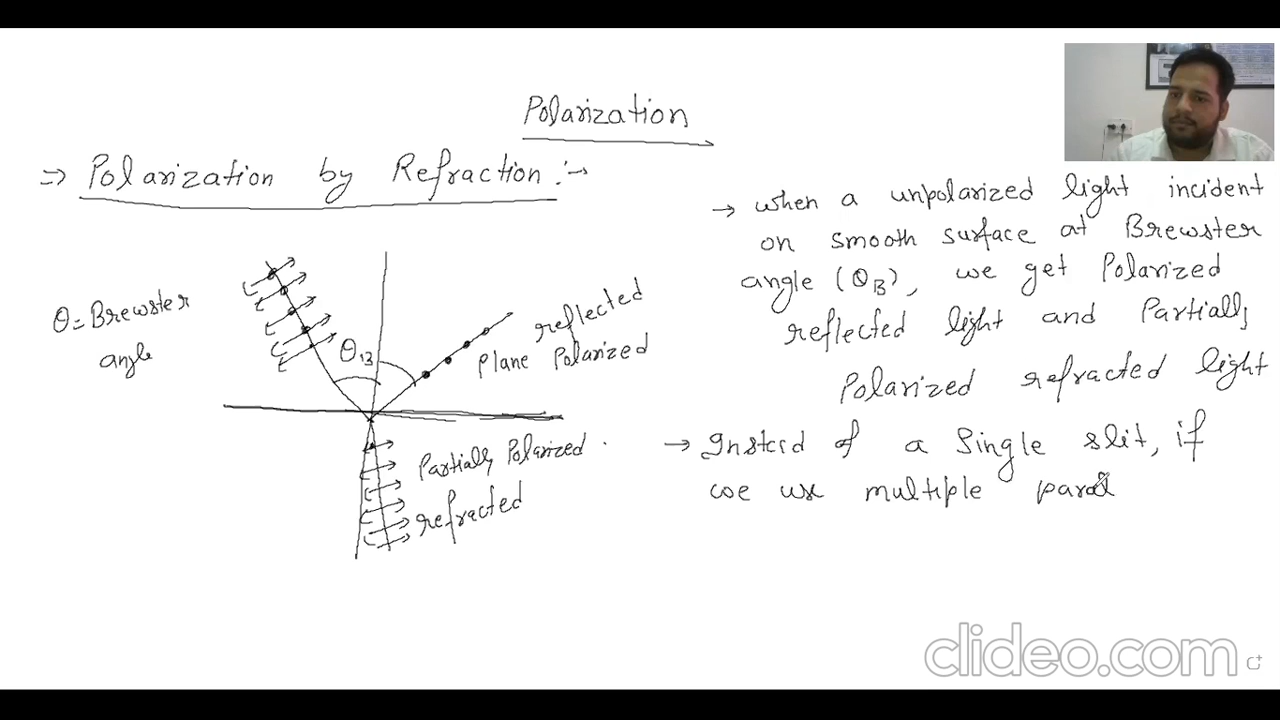 Polarization
=> Polarization by Refraction :-
θ = Brewster
angle
θB
reflected
Plane Polarized
Partially Polarized .
refracted
→ when a unpolarized light incident
on smooth surface at Brewster
angle (θB), we get Polarized
reflected light and Partially
Polarized refracted light
→ Instead of a Single slit, if
we use multiple paral
clideo.com